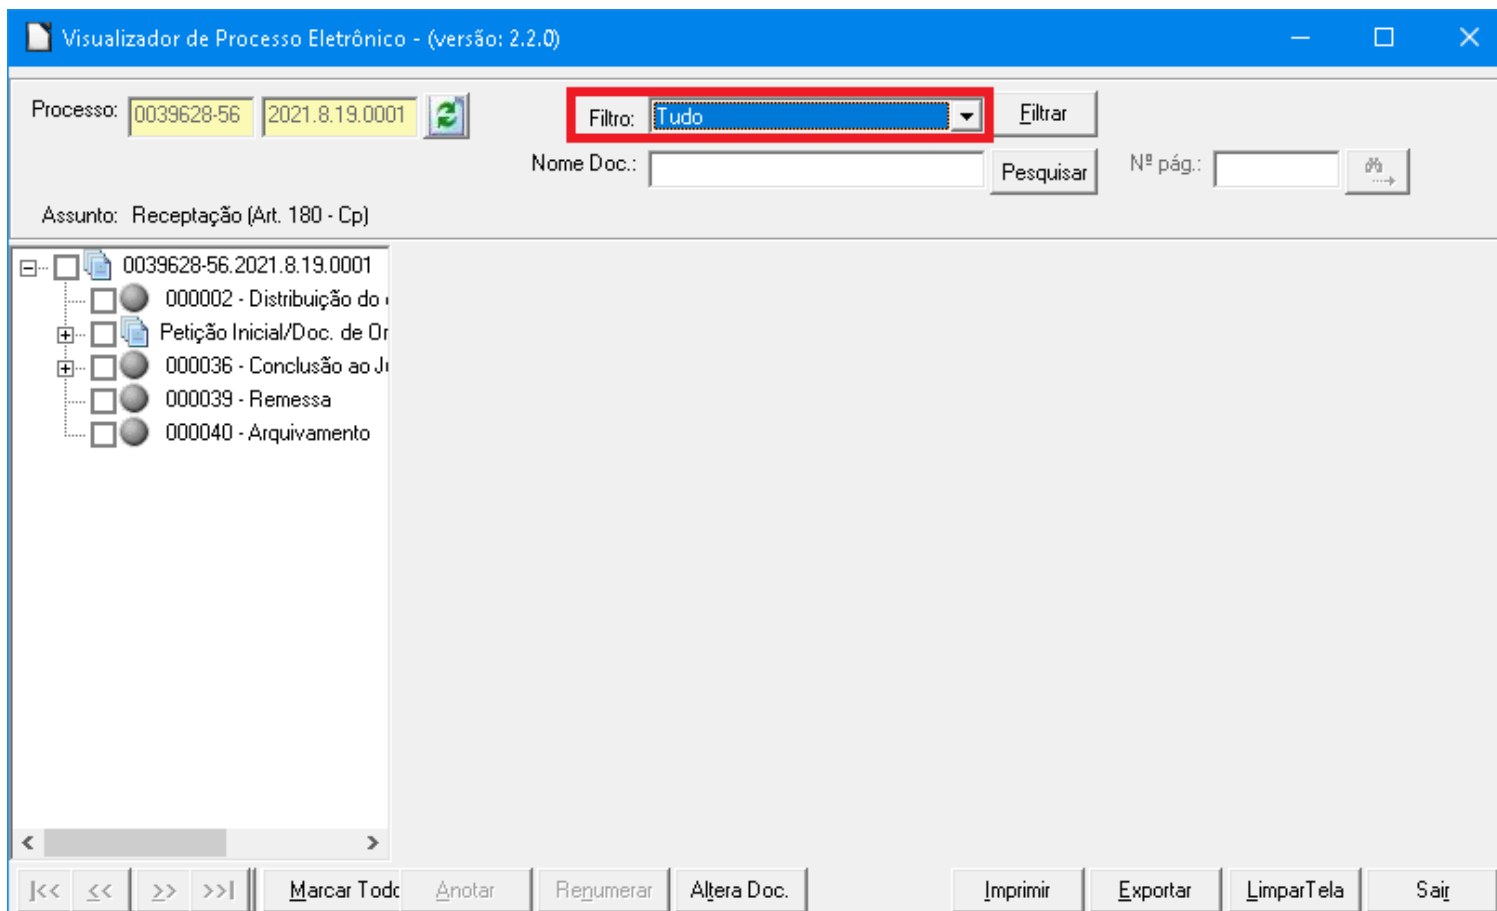 Visualizador de Processo Eletrônico - (versão: 2.2.0)
Processo: 0039628-56 2021.8.19.0001 Filtro: Tudo Filtrar
Nome Doc.: Pesquisar Nº pág.:
Assunto: Receptação (Art. 180 - Cp)
0039628-56.2021.8.19.0001
000002 - Distribuição do
Petição Inicial/Doc. de Or
000036 - Conclusão ao J
000039 - Remessa
000040 - Arquivamento
|<< << >> >>| Marcar Todo Anotar Renumerar Altera Doc. Imprimir Exportar LimparTela Sair